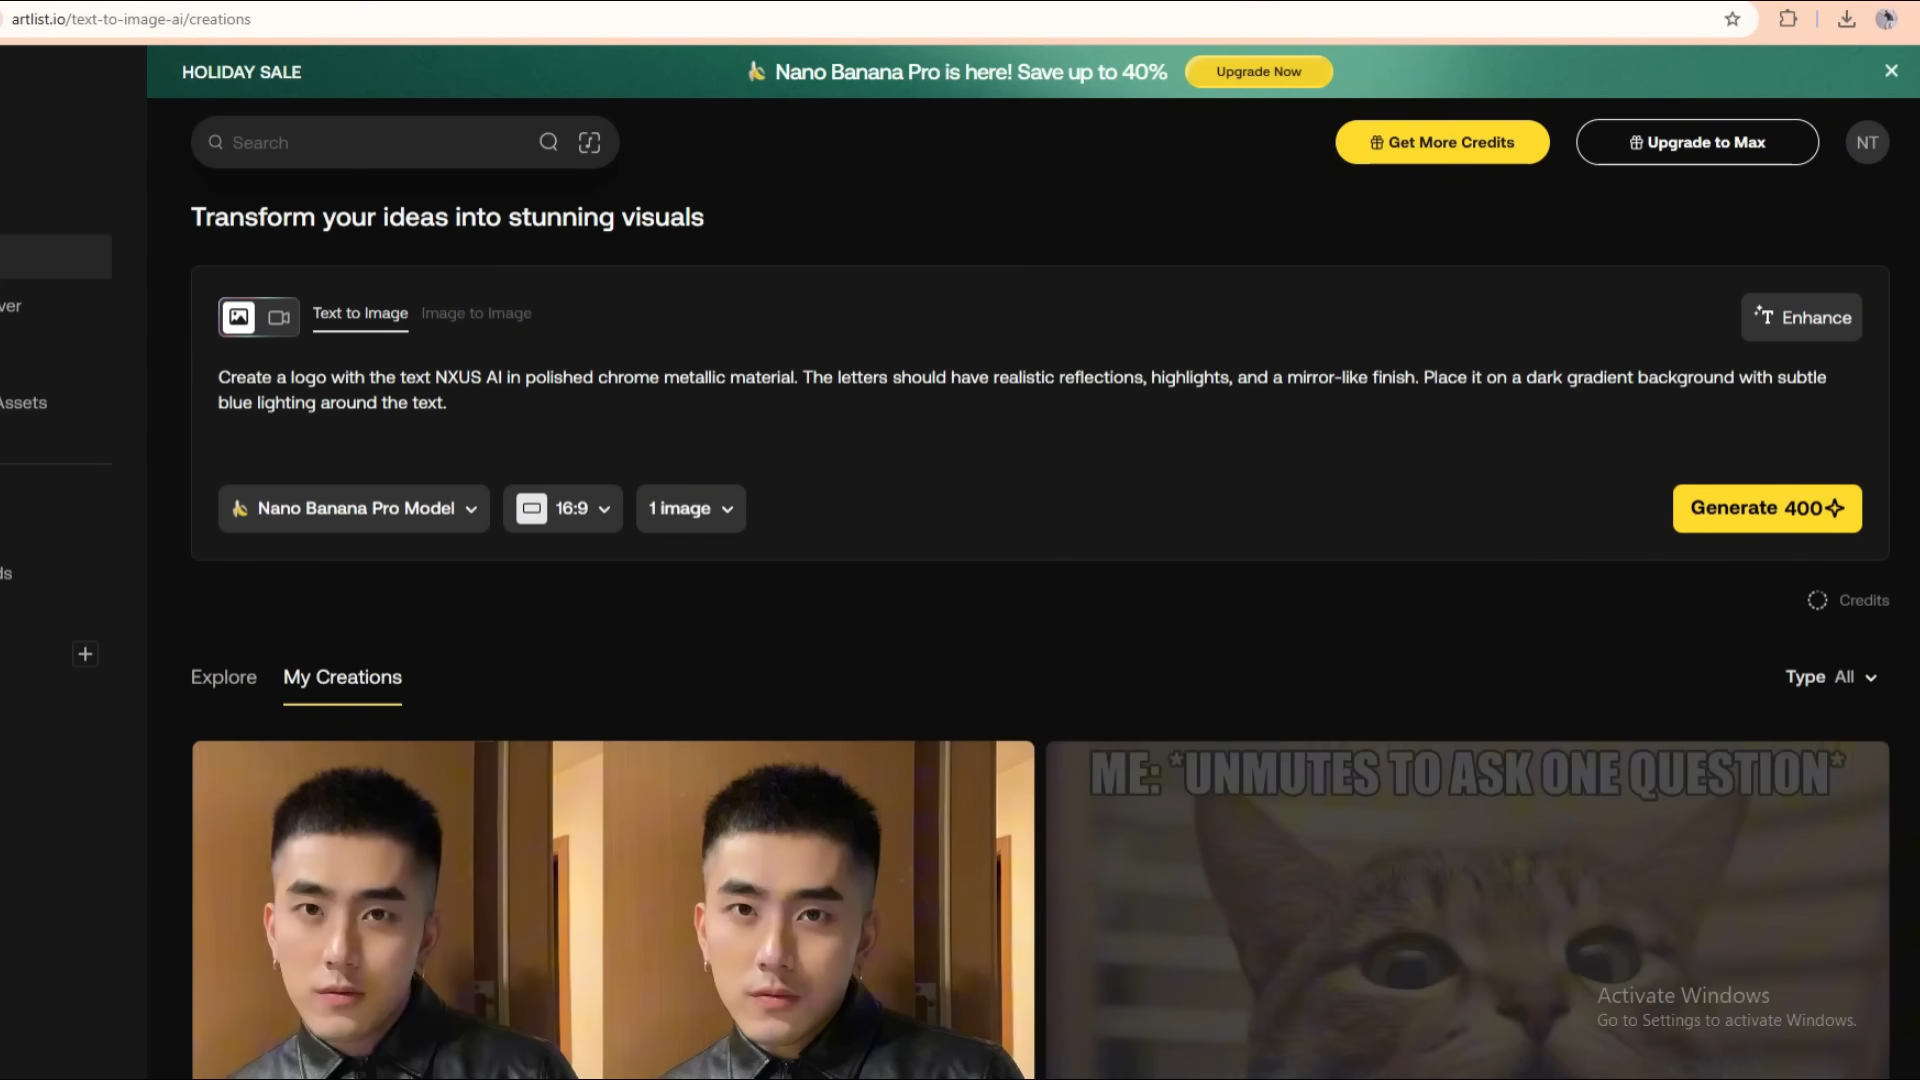 artlist.io/text-to-image-ai/creations
HOLIDAY SALE
Nano Banana Pro is here! Save up to 40%
Upgrade Now
Search
Get More Credits
Upgrade to Max
NT
Transform your ideas into stunning visuals
ver
Text to Image
Image to Image
Enhance
Create a logo with the text NXUS AI in polished chrome metallic material. The letters should have realistic reflections, highlights, and a mirror-like finish. Place it on a dark gradient background with subtle
blue lighting around the text.
Assets
Nano Banana Pro Model
16:9
1 image
Generate 400
ds
Credits
Explore
My Creations
Type All
ME: *UNMUTES TO ASK ONE QUESTION*
Activate Windows
Go to Settings to activate Windows.